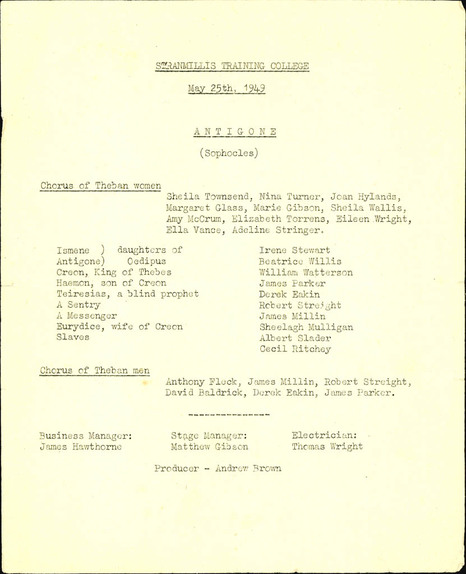 STRANMILLIS TRAINING COLLEGE
May 25th, 1949
A N T I G O N E
(Sophocles)
Chorus of Theban women
Sheila Townsend, Nina Turner, Joan Hylands,
Margaret Glass, Marie Gibson, Sheila Wallis,
Amy McCrum, Elizabeth Torrens, Eileen Wright,
Ella Vance, Adeline Stringer.
Ismene ) daughters of Irene Stewart
Antigone) Oedipus Beatrice Willis
Creon, King of Thebes William Watterson
Haemon, son of Creon James Parker
Teiresias, a blind prophet Derek Eakin
A Sentry Robert Streight
A Messenger James Millin
Eurydice, wife of Creon Sheelagh Mulligan
Slaves Albert Slader
Cecil Ritchey
Chorus of Theban men
Anthony Fleck, James Millin, Robert Streight,
David Baldrick, Derek Eakin, James Parker.
---------------
Business Manager: Stage Manager: Electrician:
James Hawthorne Matthew Gibson Thomas Wright
Producer - Andrew Brown